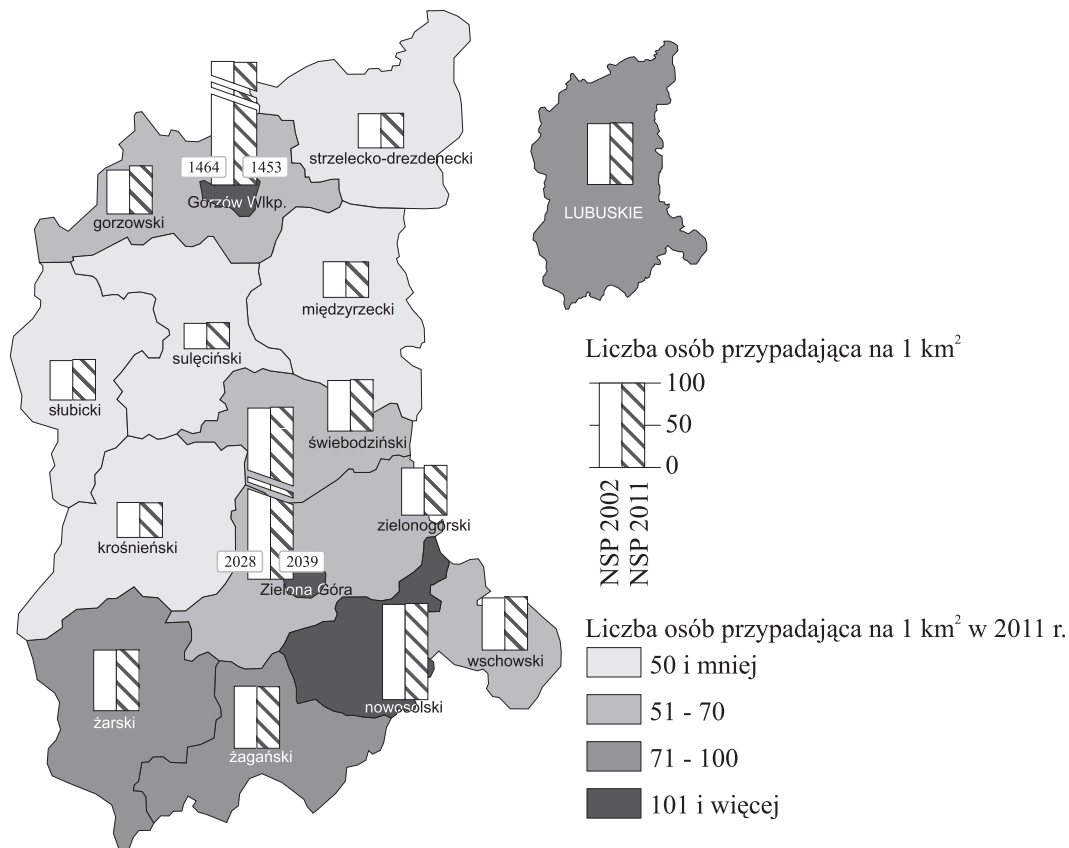 strzelecko-drezdenecki
1464
1453
Gorzów Wlkp.
gorzowski
LUBUSKIE
międzyrzecki
sulęciński
słubicki
świebodziński
zielonogórski
krośnieński
2028
2039
Zielona Góra
wschowski
nowosolski
żarski
żagański
Liczba osób przypadająca na 1 km²
100
50
0
NSP 2002
NSP 2011
Liczba osób przypadająca na 1 km² w 2011 r.
50 i mniej
51 - 70
71 - 100
101 i więcej